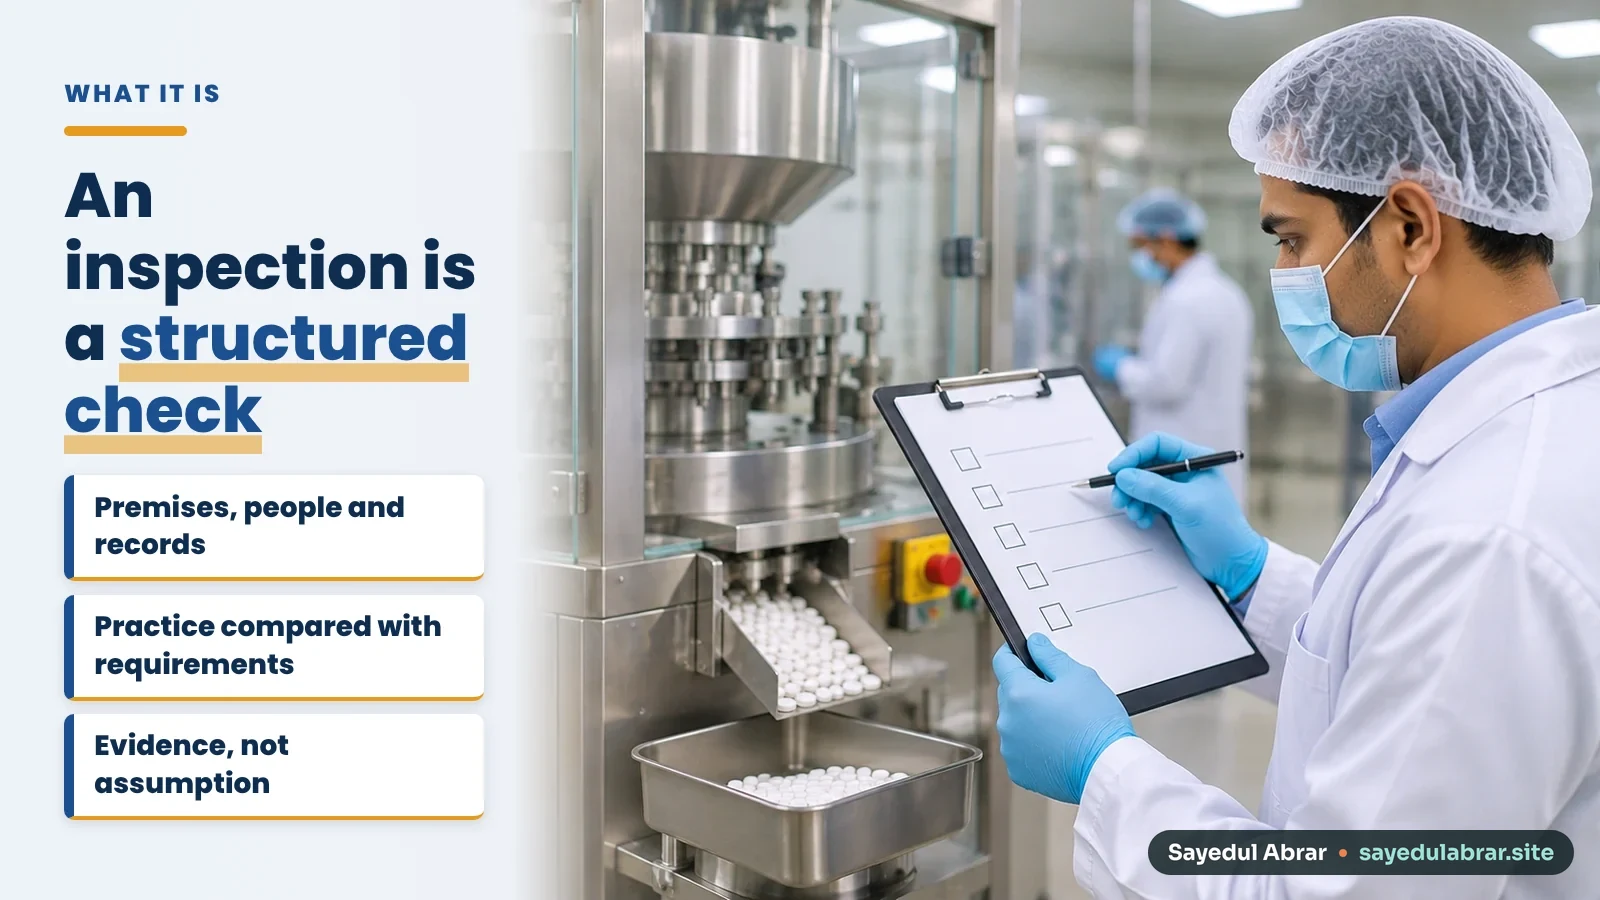 WHAT IT IS
An
inspection is
a structured
check
Premises, people and
records
Practice compared with
requirements
Evidence, not
assumption
Sayedul Abrar • sayedulabrar.site